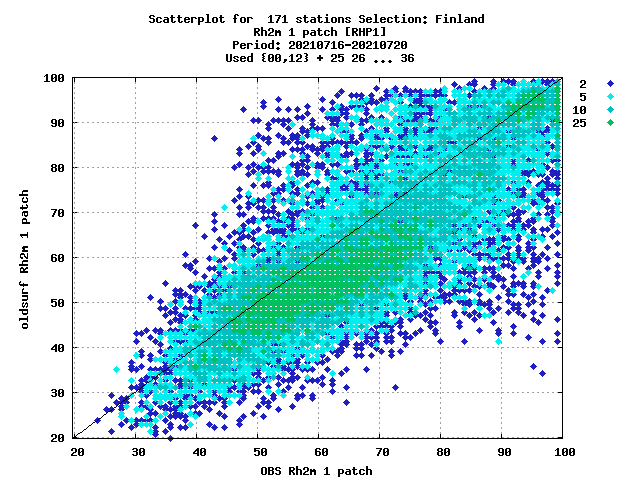 Scatterplot for 171 stations Selection: Finland
Rh2m 1 patch [RHP1]
Period: 20210716-20210720
Used {00,12} + 25 26 ... 36
100
90
80
70
60
50
40
30
20
oldsurf Rh2m 1 patch
20 30 40 50 60 70 80 90 100
OBS Rh2m 1 patch
2
5
10
25